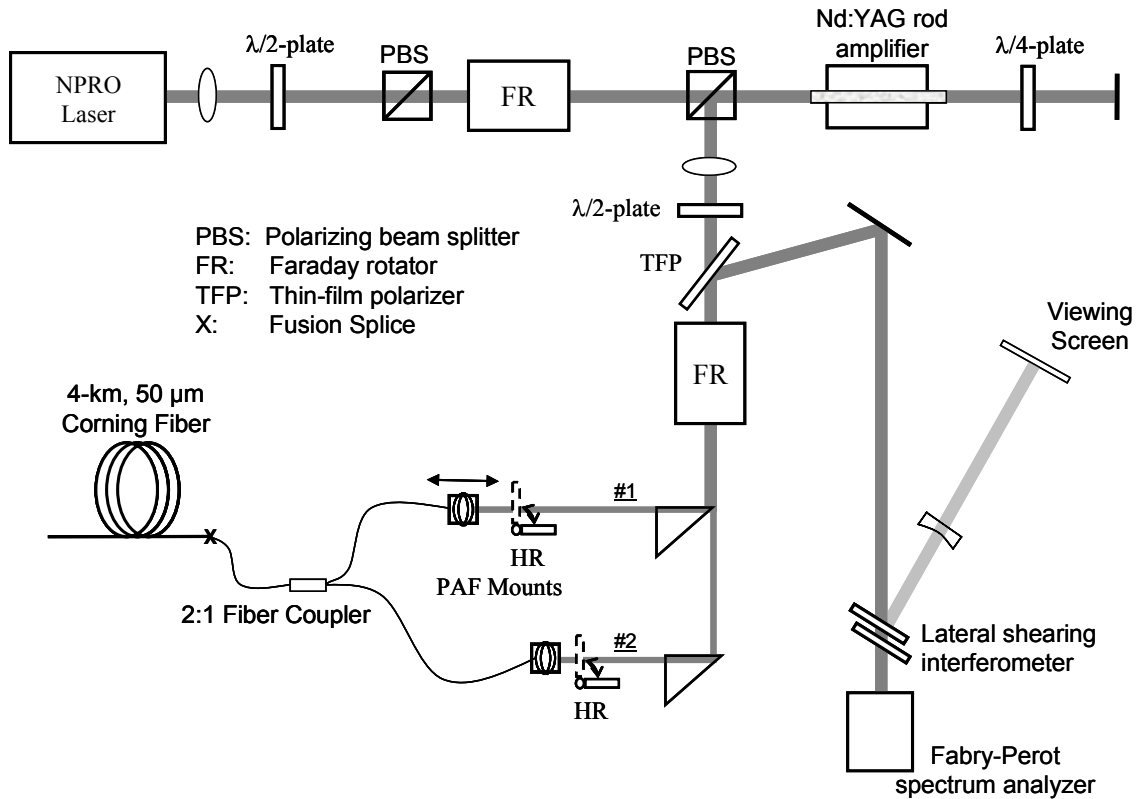 NPRO
Laser
λ/2-plate
PBS
FR
PBS
Nd:YAG rod
amplifier
λ/4-plate
λ/2-plate
TFP
FR
PBS: Polarizing beam splitter
FR: Faraday rotator
TFP: Thin-film polarizer
X: Fusion Splice
Viewing
Screen
4-km, 50 µm
Corning Fiber
x
#1
HR
PAF Mounts
2:1 Fiber Coupler
#2
HR
Lateral shearing
interferometer
Fabry-Perot
spectrum analyzer